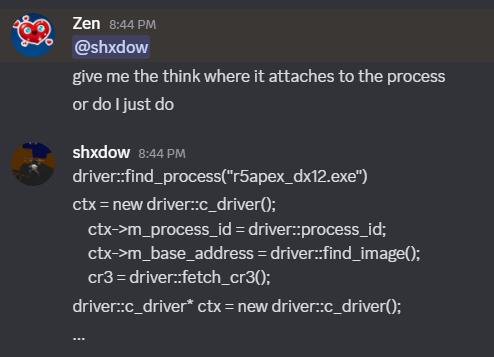 Zen 8:44 PM
@shxdow
give me the think where it attaches to the process
or do I just do
shxdow 8:44 PM
driver::find_process("r5apex_dx12.exe")
ctx = new driver::c_driver();
ctx->m_process_id = driver::process_id;
ctx->m_base_address = driver::find_image();
cr3 = driver::fetch_cr3();
driver::c_driver* ctx = new driver::c_driver();
...